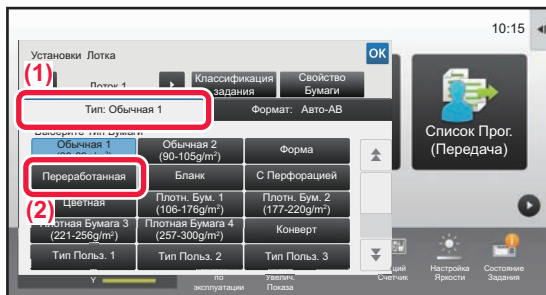 10:15
Установки Лотка
OK
(1)
Лоток 1
Классификация задания
Свойство Бумаги
Тип: Обычная 1
Формат: Авто-AB
Выберите Тип Бумаги
Обычная 1
Обычная 2
(90-105g/m²)
Форма
Переработанная
Бланк
С Перфорацией
(2)
Цветная
Плотн. Бум. 1
(106-176g/m²)
Плотн. Бум. 2
(177-220g/m²)
Плотная Бумага 3
(221-256g/m²)
Плотная Бумага 4
(257-300g/m²)
Конверт
Тип Польз. 1
Тип Польз. 2
Тип Польз. 3
Список Прог.
(Передача)
Y
по
эксплуатации
Увелич.
Показа
Счетчик
Настройка
Яркости
Состояние
Задания